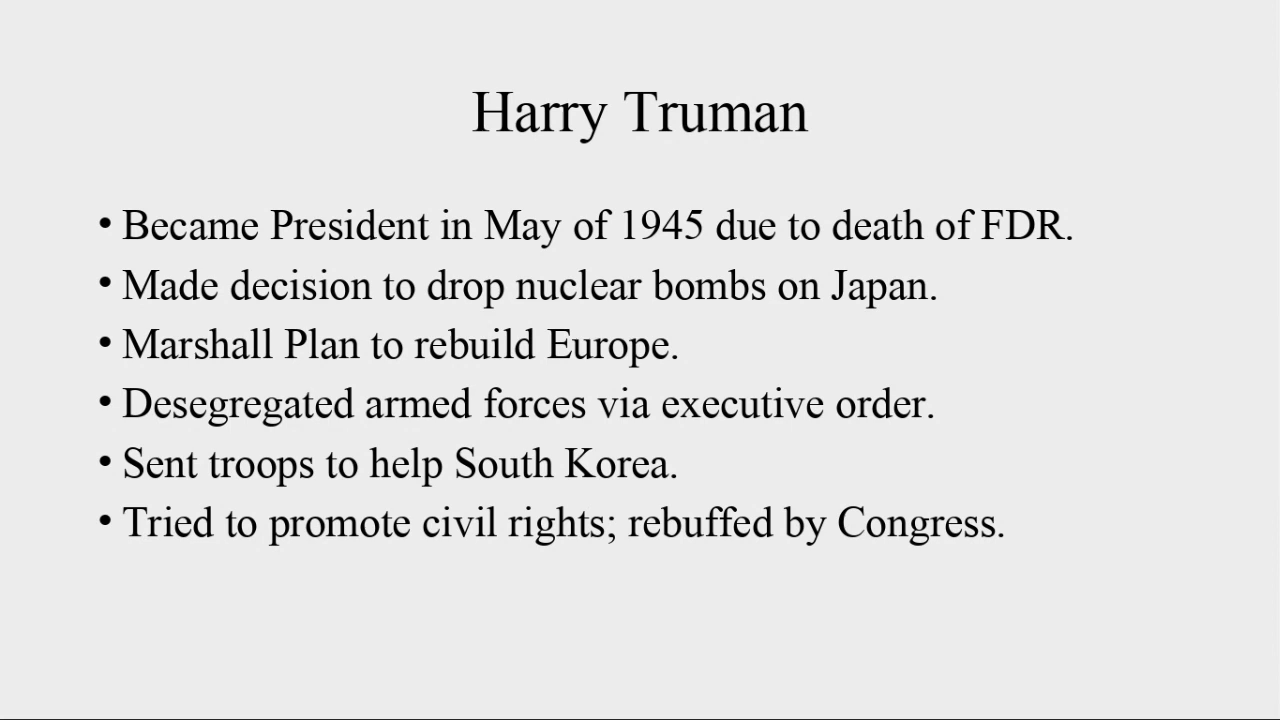 Harry Truman
• Became President in May of 1945 due to death of FDR.
• Made decision to drop nuclear bombs on Japan.
• Marshall Plan to rebuild Europe.
• Desegregated armed forces via executive order.
• Sent troops to help South Korea.
• Tried to promote civil rights; rebuffed by Congress.